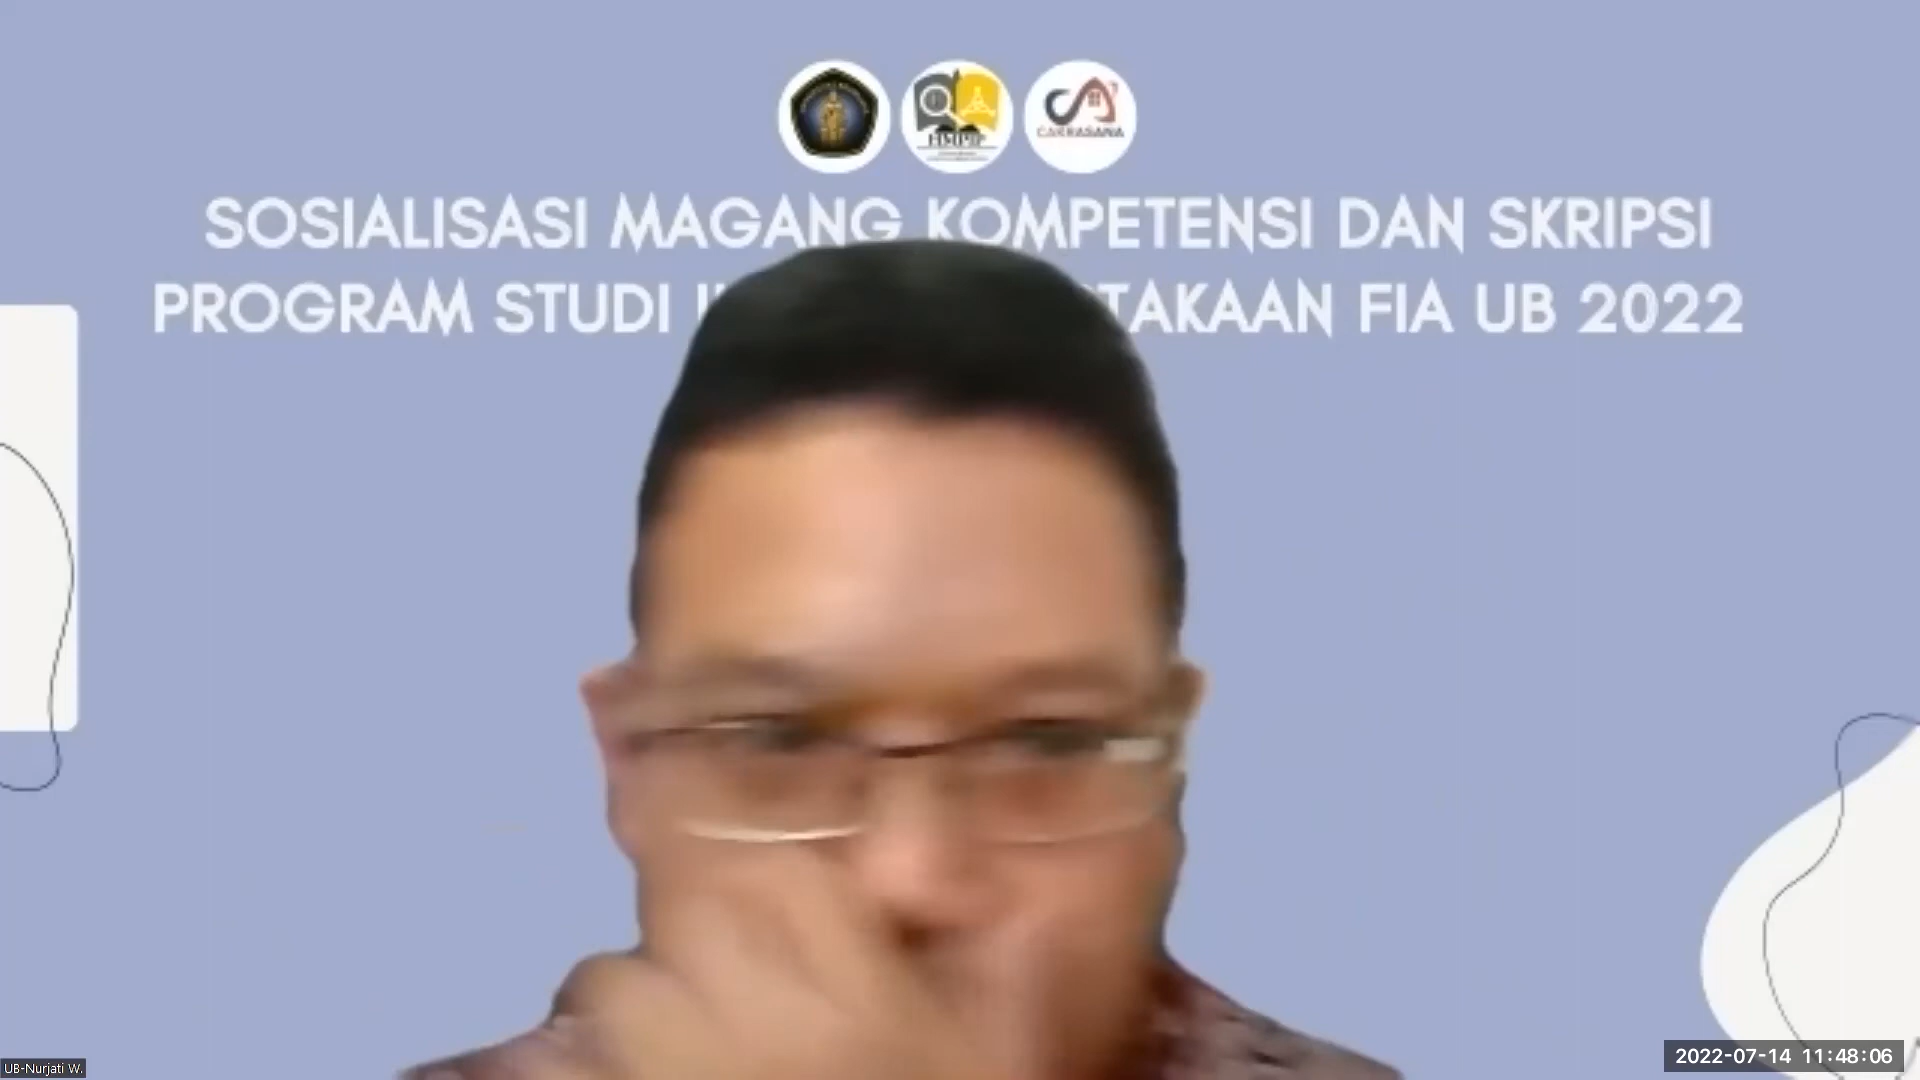 HMPIP
CAKRASANA
SOSIALISASI MAGANG KOMPETENSI DAN SKRIPSI
PROGRAM STUDI TAKAAN FIA UB 2022
UB-Nurjati W.
2022-07-14 11:48:06